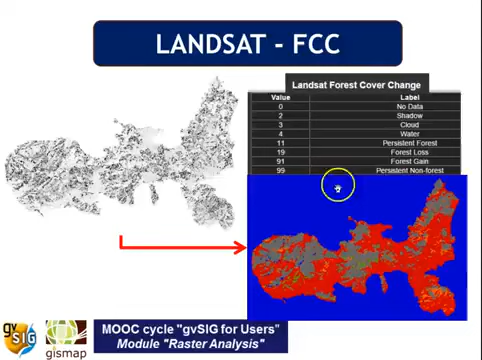 LANDSAT - FCC
Landsat Forest Cover Change
Value Label
0 No Data
2 Shadow
3 Cloud
4 Water
11 Persistent Forest
19 Forest Loss
91 Forest Gain
99 Persistent Non-forest
gv
SIG
gismap
MOOC cycle "gvSIG for Users"
Module "Raster Analysis"